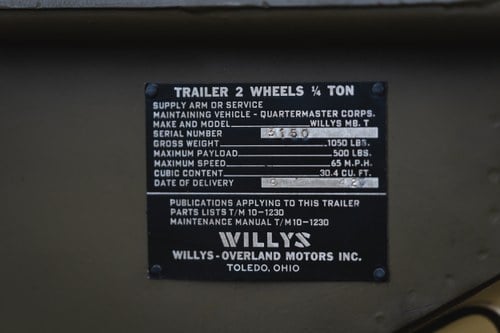 TRAILER 2 WHEELS ¼ TON
SUPPLY ARM OR SERVICE
MAINTAINING VEHICLE - QUARTERMASTER CORPS.
MAKE AND MODEL WILLYS MB. T
SERIAL NUMBER
GROSS WEIGHT 1050 LBS.
MAXIMUM PAYLOAD 500 LBS.
MAXIMUM SPEED 65 M.P.H.
CUBIC CONTENT 30.4 CU. FT.
DATE OF DELIVERY
PUBLICATIONS APPLYING TO THIS TRAILER
PARTS LISTS T/M 10-1230
MAINTENANCE MANUAL T/M 10-1230
WILLYS
WILLYS-OVERLAND MOTORS INC.
TOLEDO, OHIO